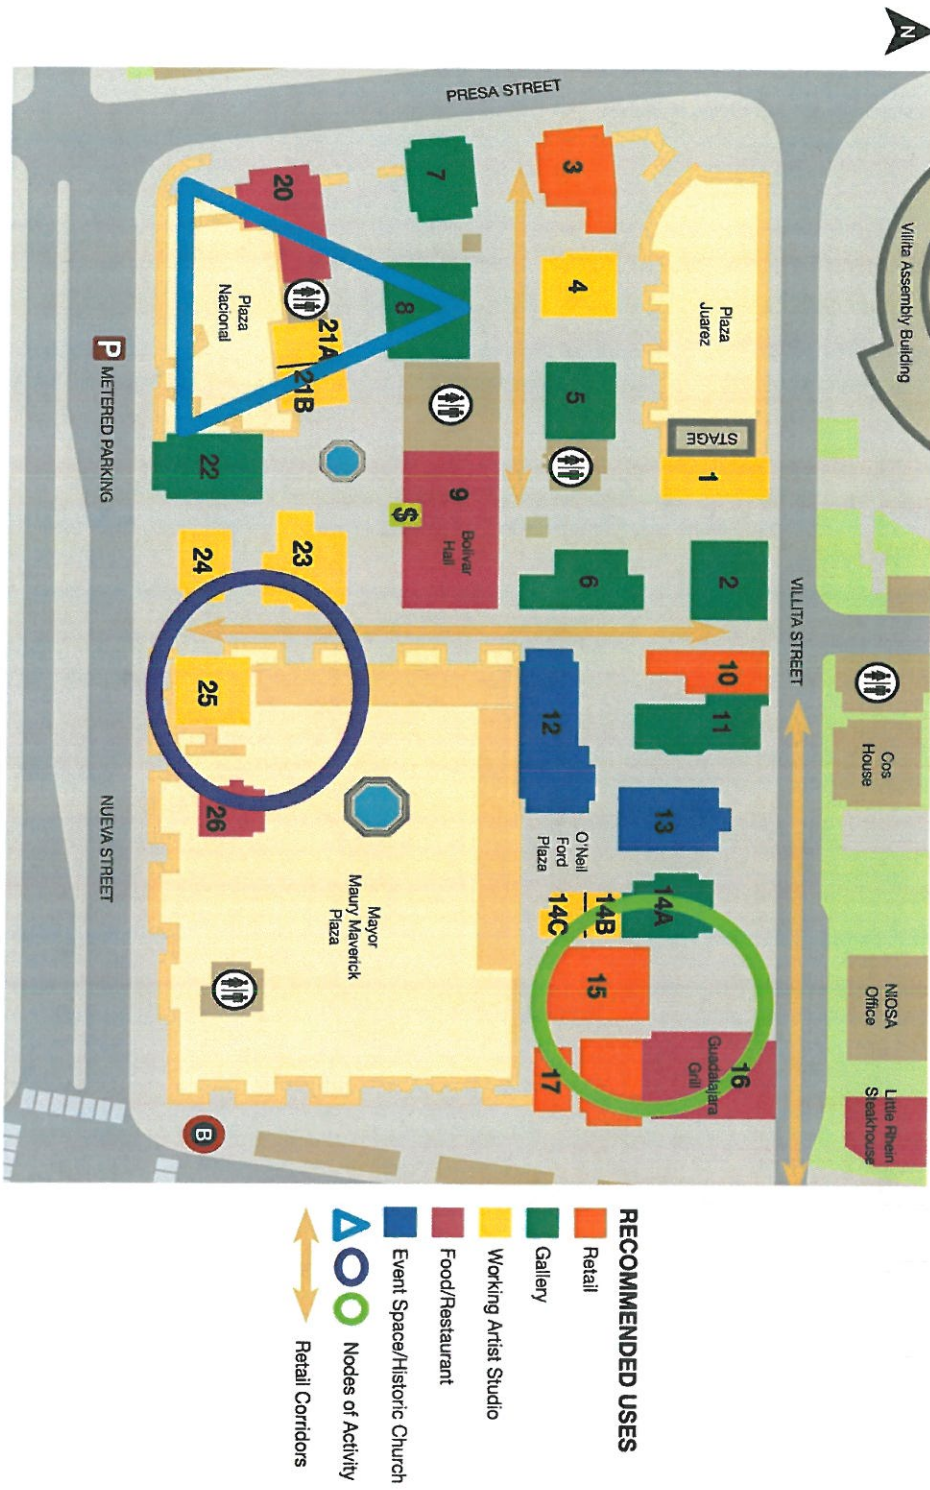 N
PRESA STREET
Villita Assembly Building
Plaza
Juarez
STAGE
VILLITA STREET
Cos
House
NIOSA
Office
Little Rhein
Steakhouse
3
4
5
1
2
6
7
8
9
Bolivar
Hall
$
20
21A
21B
Plaza
Nacional
22
23
24
25
26
10
11
12
13
O'Neil
Ford
Plaza
14A
14B
14C
15
16
Guadalajara
Grill
17
Mayor
Maury Maverick
Plaza
P METERED PARKING
NUEVA STREET
B
RECOMMENDED USES
Retail
Gallery
Working Artist Studio
Food/Restaurant
Event Space/Historic Church
Nodes of Activity
Retail Corridors